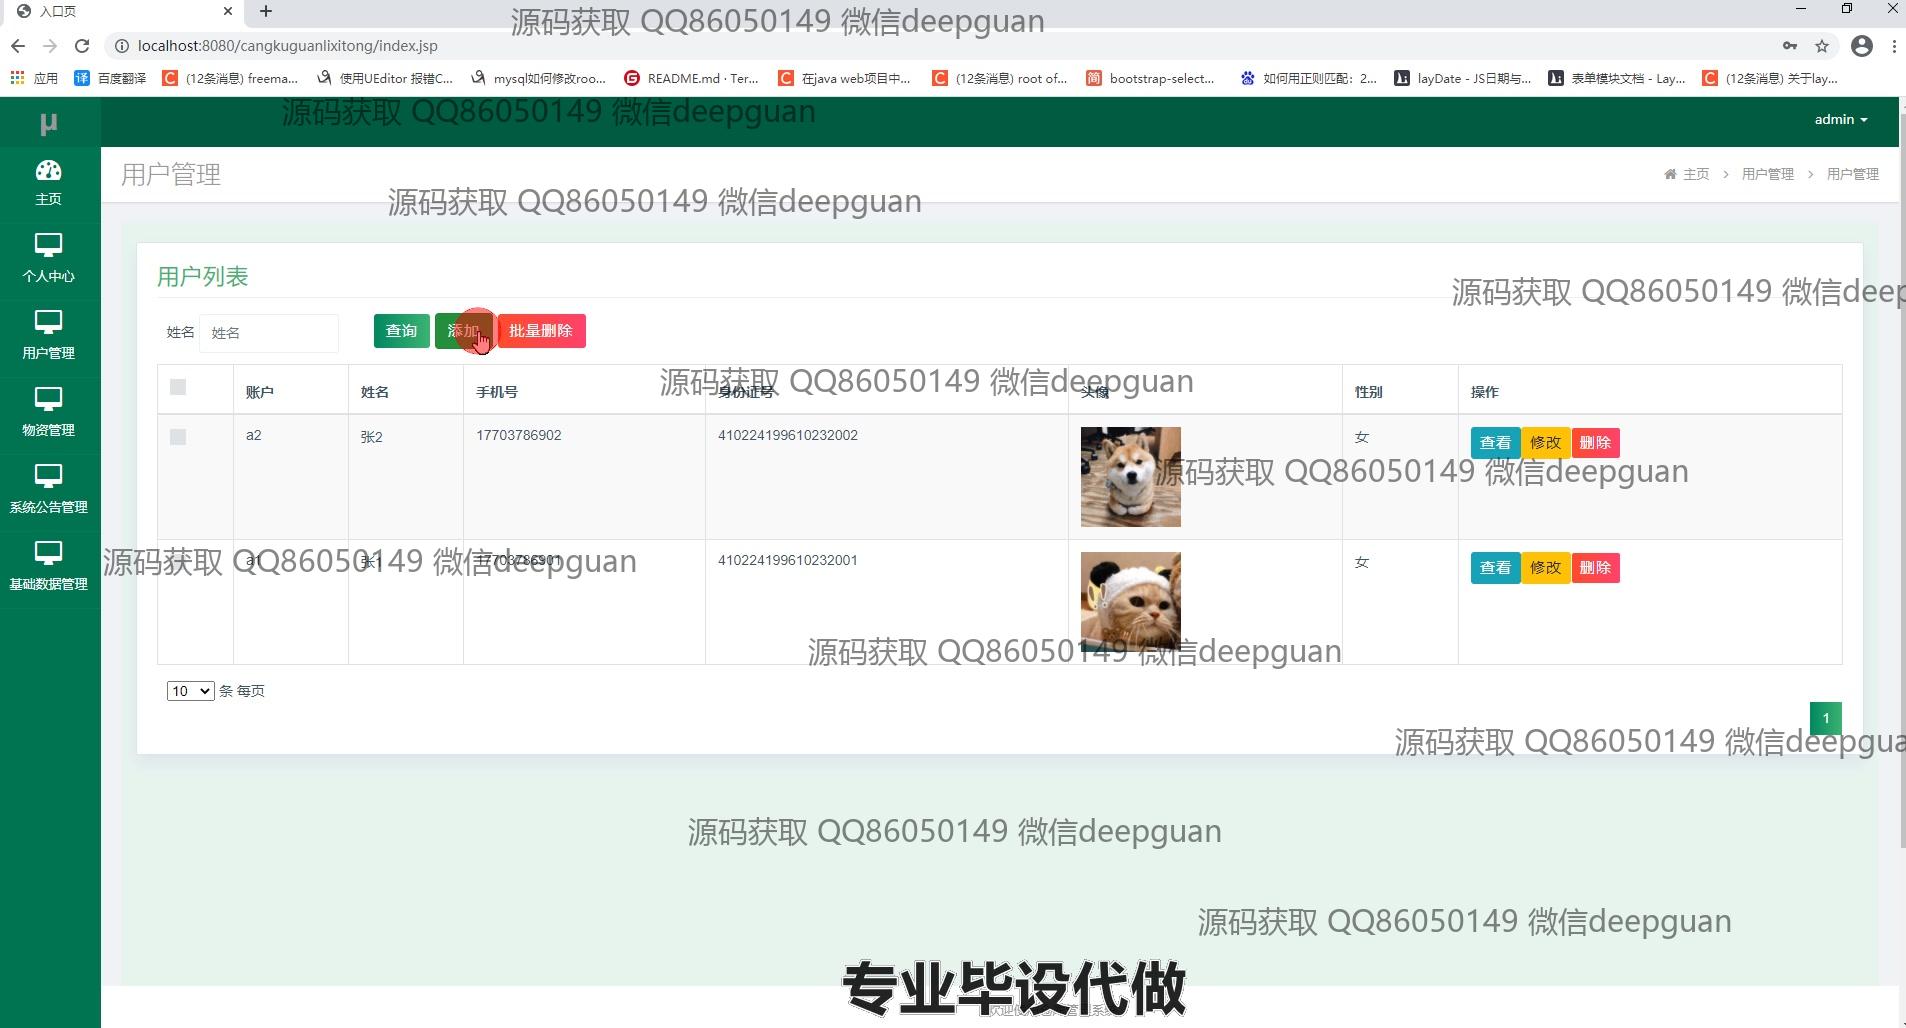 入口页
源码获取 QQ86050149 微信deepguan
localhost:8080/cangkuguanlixitong/index.jsp
应用 百度翻译 (12条消息) freema... 使用UEditor 报错C... mysql如何修改roo... README.md · Ter... 在java web项目中... (12条消息) root of... bootstrap-select... 如何用正则匹配：2... layDate - JS日期与... 表单模块文档 - Lay... (12条消息) 关于lay...
源码获取 QQ86050149 微信deepguan
μ
admin
主页
用户管理
主页 > 用户管理 > 用户管理
源码获取 QQ86050149 微信deepguan
个人中心
用户列表
源码获取 QQ86050149 微信deep
姓名 姓名 查询 添加 批量删除
用户管理
源码获取 QQ86050149 微信deepguan
账户 姓名 手机号 身份证号 头像 性别 操作
物资管理
a2 张2 17703786902 410224199610232002 女 查看 修改 删除
源码获取 QQ86050149 微信deepguan
系统公告管理
源码获取 QQ86050149 微信deepguan
a1 张1 17703786901 410224199610232001 女 查看 修改 删除
基础数据管理
源码获取 QQ86050149 微信deepguan
10 条 每页
1
源码获取 QQ86050149 微信deepgua
源码获取 QQ86050149 微信deepguan
源码获取 QQ86050149 微信deepguan
专业毕设代做